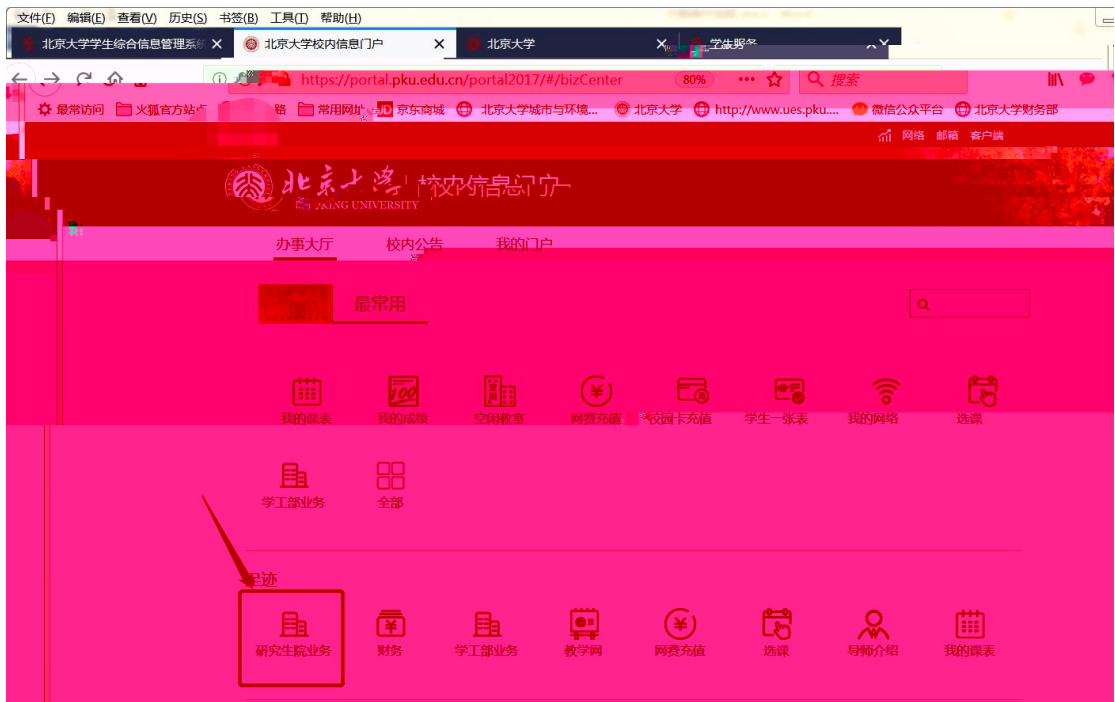 文件(F) 编辑(E) 查看(V) 历史(S) 书签(B) 工具(T) 帮助(H)
北京大学学生综合信息管理系统 北京大学校内信息门户 北京大学
https://portal.pku.edu.cn/portal2017/#/bizCenter 80% 搜索
最常访问 火狐官方站点 常用网址 JD 京东商城 北京大学城市与环境... 北京大学 http://www.ues.pku.... 微信公众平台 北京大学财务部
网络 邮箱 客户端
北京大学 校内信息门户
UNIVERSITY
办事大厅 校内公告 我的门户
最常用
我的课表 我的成绩 空闲教室 网费充值 校园卡充值 学生一张表 我的网络 选课
学工部业务 全部
足迹
研究生院业务 财务 学工部业务 教学网 网费充值 选课 导师介绍 我的课表